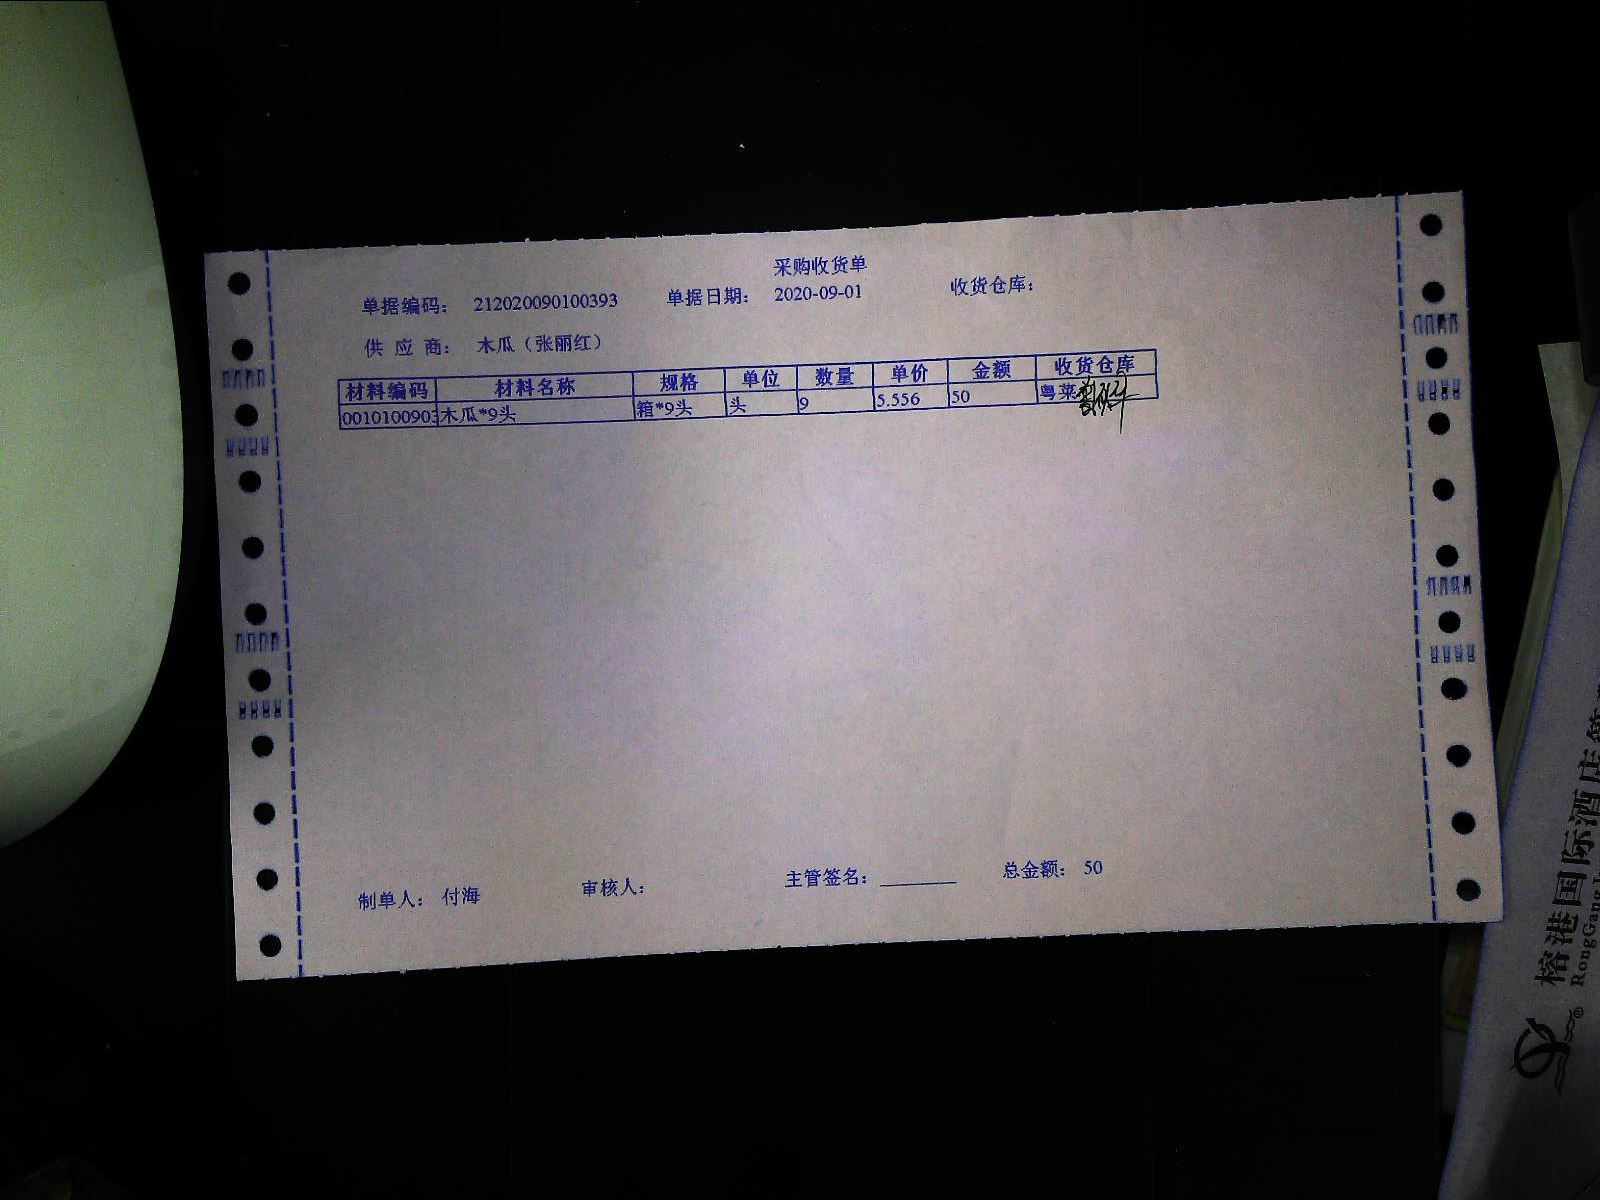 采购收货单
单据编码： 212020090100393 单据日期： 2020-09-01 收货仓库：
供 应 商： 木瓜（张丽红）
材料编码 材料名称 规格 单位 数量 单价 金额 收货仓库
0010100903 木瓜*9头 箱*9头 头 9 5.556 50 粤菜
制单人： 付海 审核人： 主管签名： ________ 总金额： 50
榕港国际酒店
RongGang